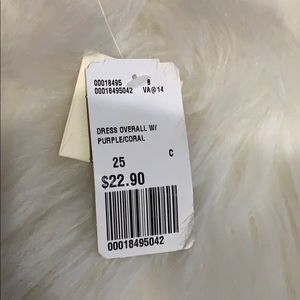 00018495 8
00018495042 VA@14
DRESS OVERALL W/
PURPLE/CORAL
25 C
$22.90
00018495042